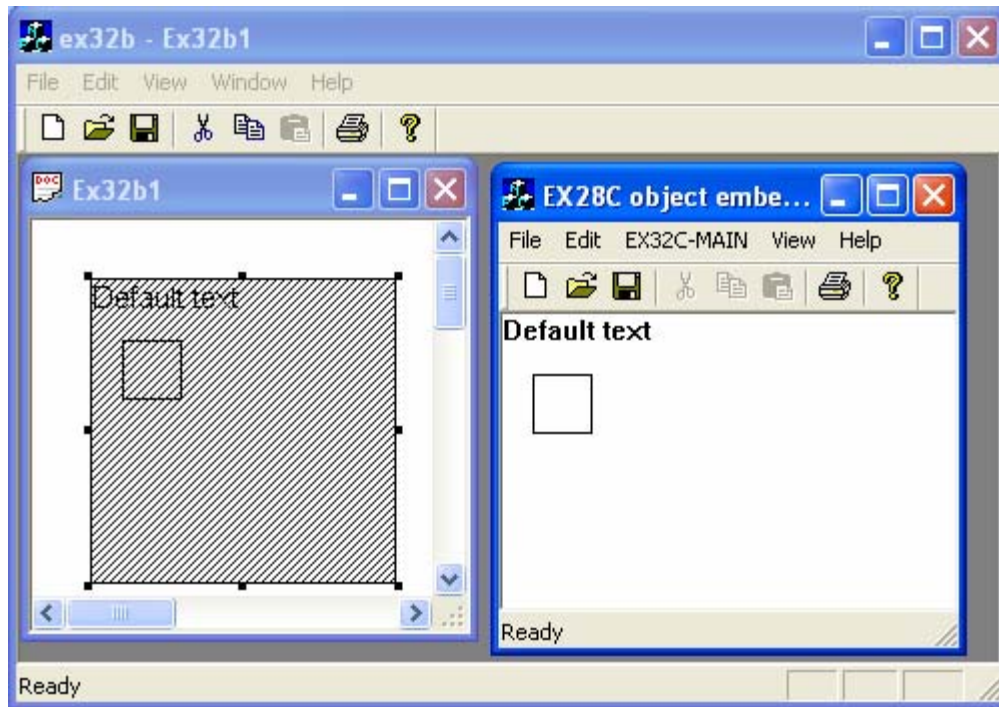 ex32b - Ex32b1
File Edit View Window Help
DOC
Ex32b1
Default text
EX28C object embe...
File Edit EX32C-MAIN View Help
Default text
Ready
Ready